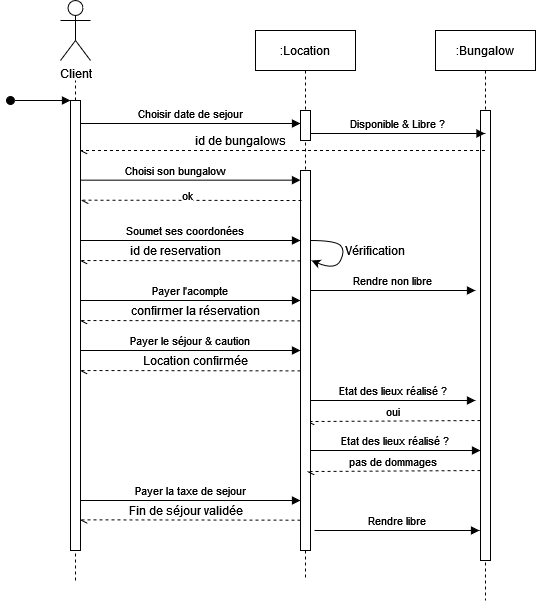 :Location
:Bungalow
Client
Choisir date de sejour
Disponible & Libre ?
id de bungalows
Choisi son bungalow
ok
Soumet ses coordonées
id de reservation
Vérification
Payer l'acompte
Rendre non libre
confirmer la réservation
Payer le séjour & caution
Location confirmée
Etat des lieux réalisé ?
oui
Etat des lieux réalisé ?
pas de dommages
Payer la taxe de sejour
Fin de séjour validée
Rendre libre